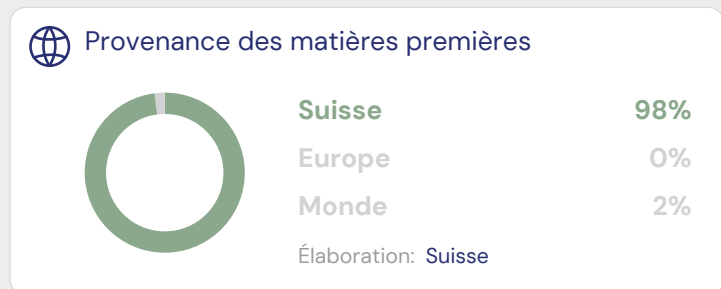 Provenance des matières premières
Suisse 98%
Europe 0%
Monde 2%
Élaboration: Suisse